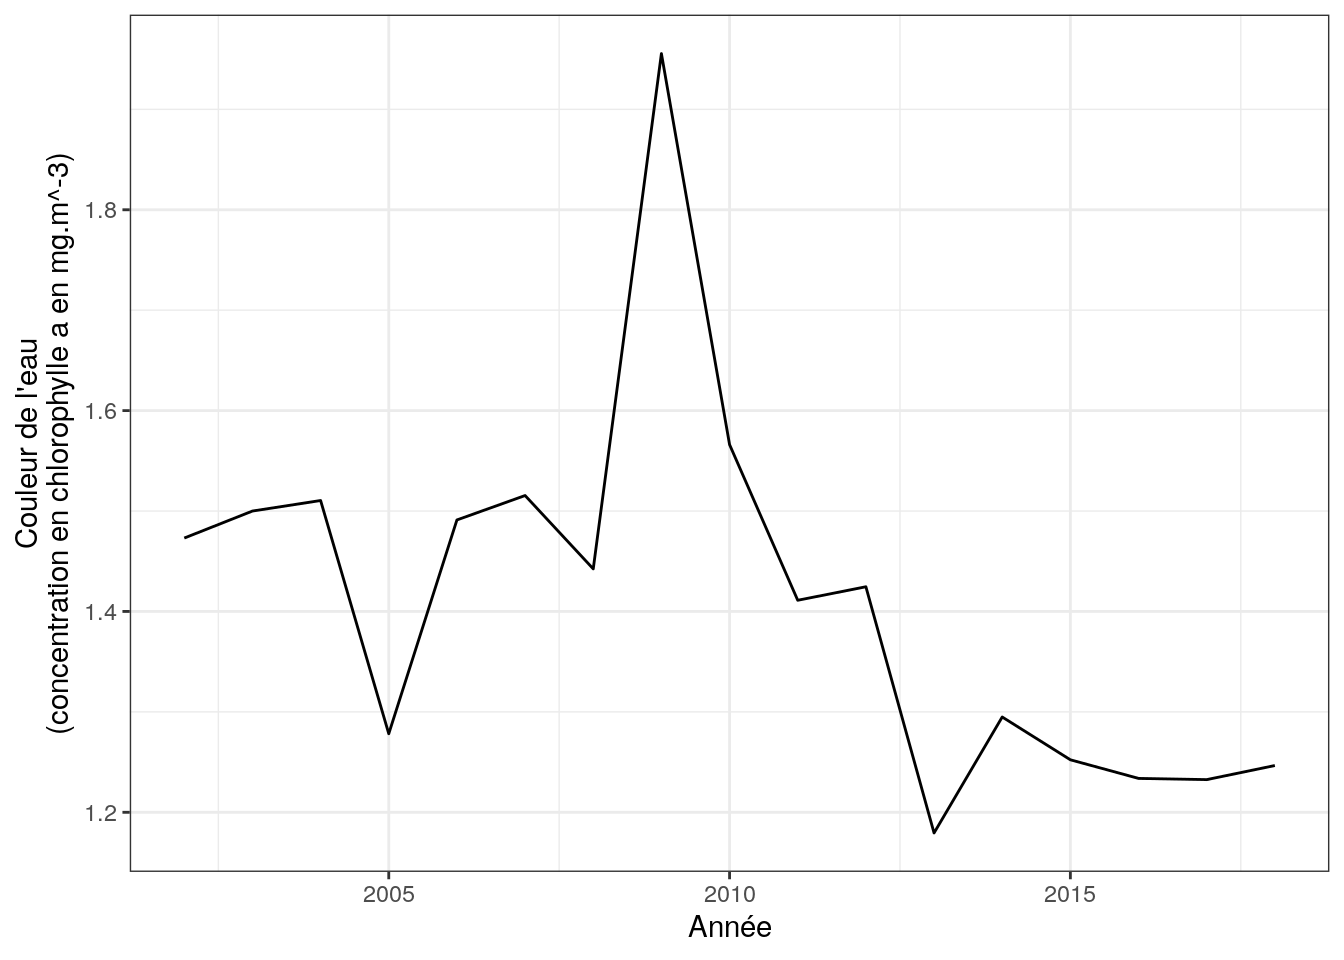 Couleur de l'eau
(concentration en chlorophylle a en mg.m^-3)
1.8
1.6
1.4
1.2
2005
2010
2015
Année